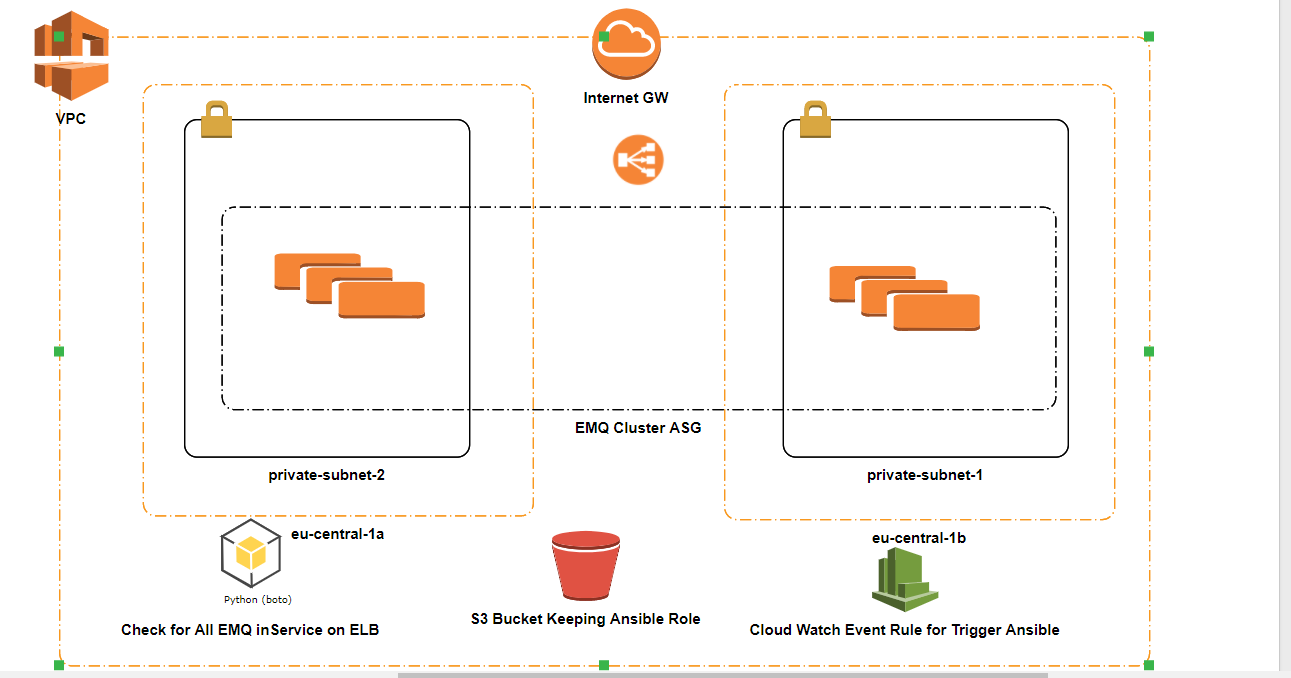 Internet GW
VPC
EMQ Cluster ASG
private-subnet-2
private-subnet-1
eu-central-1a
eu-central-1b
Python (boto)
S3 Bucket Keeping Ansible Role
Check for All EMQ inService on ELB
Cloud Watch Event Rule for Trigger Ansible